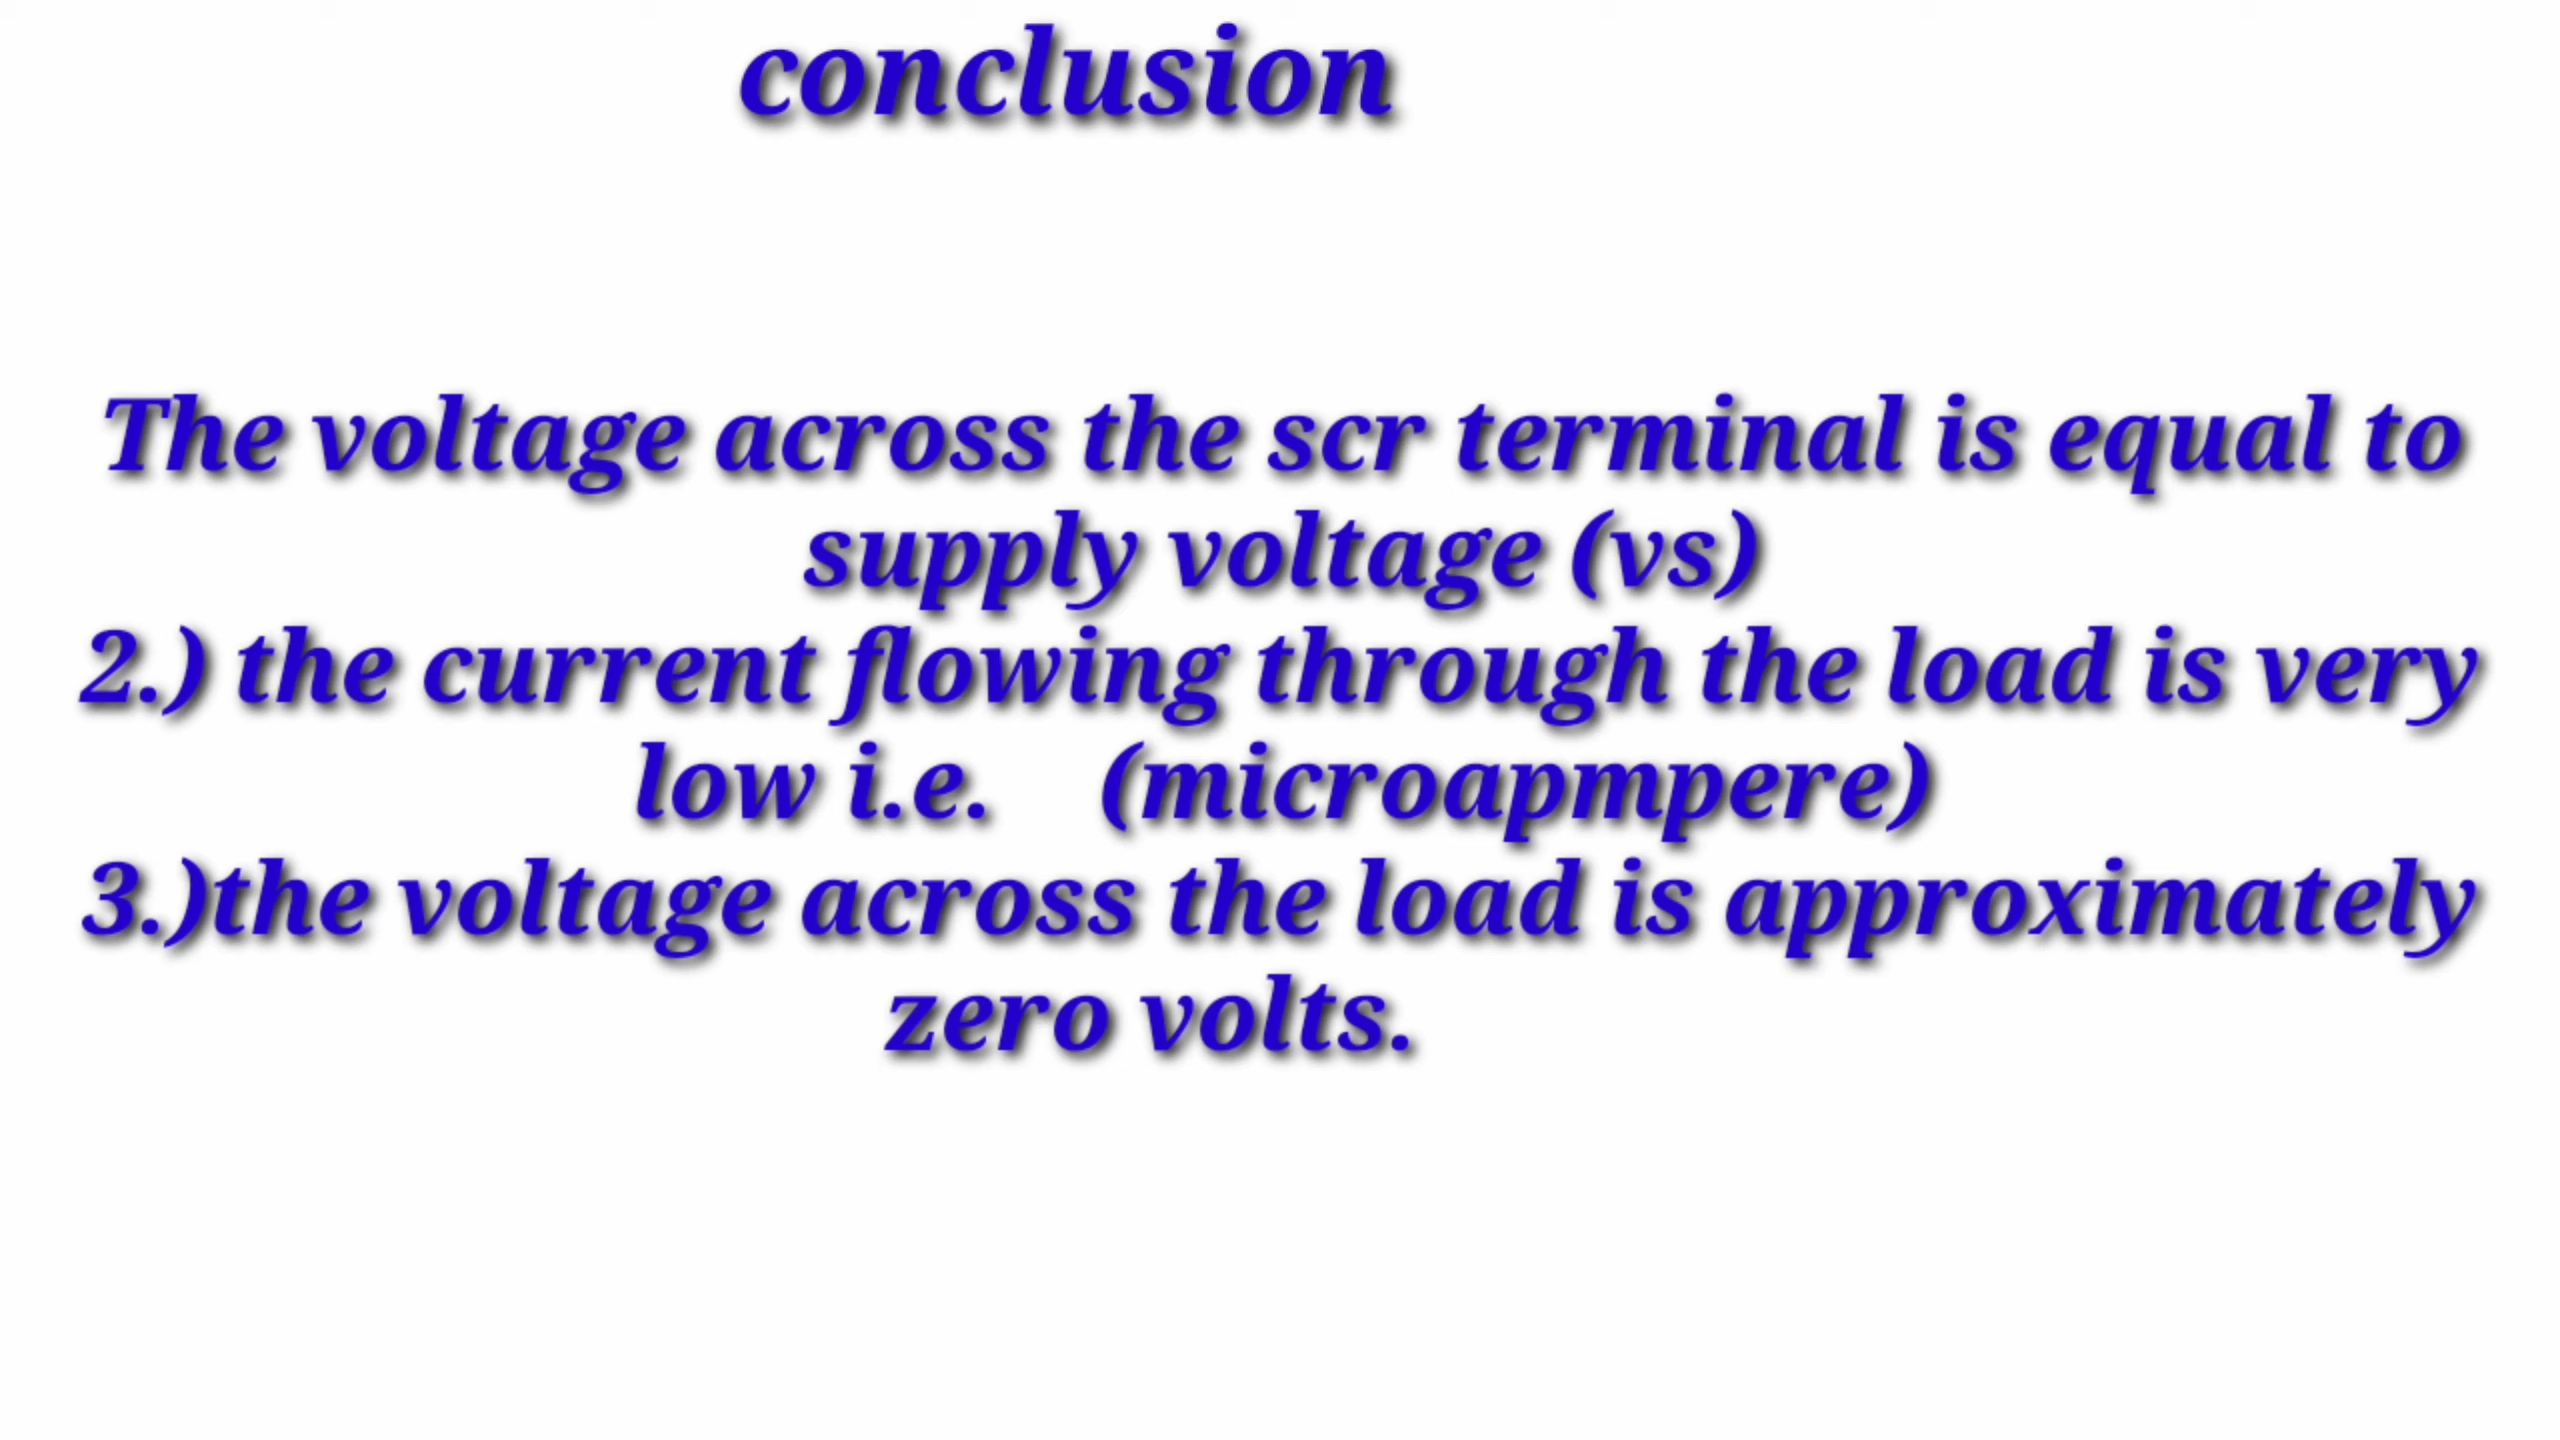 conclusion
The voltage across the scr terminal is equal to
supply voltage (vs)
2.) the current flowing through the load is very
low i.e. (microapmpere)
3.)the voltage across the load is approximately
zero volts.